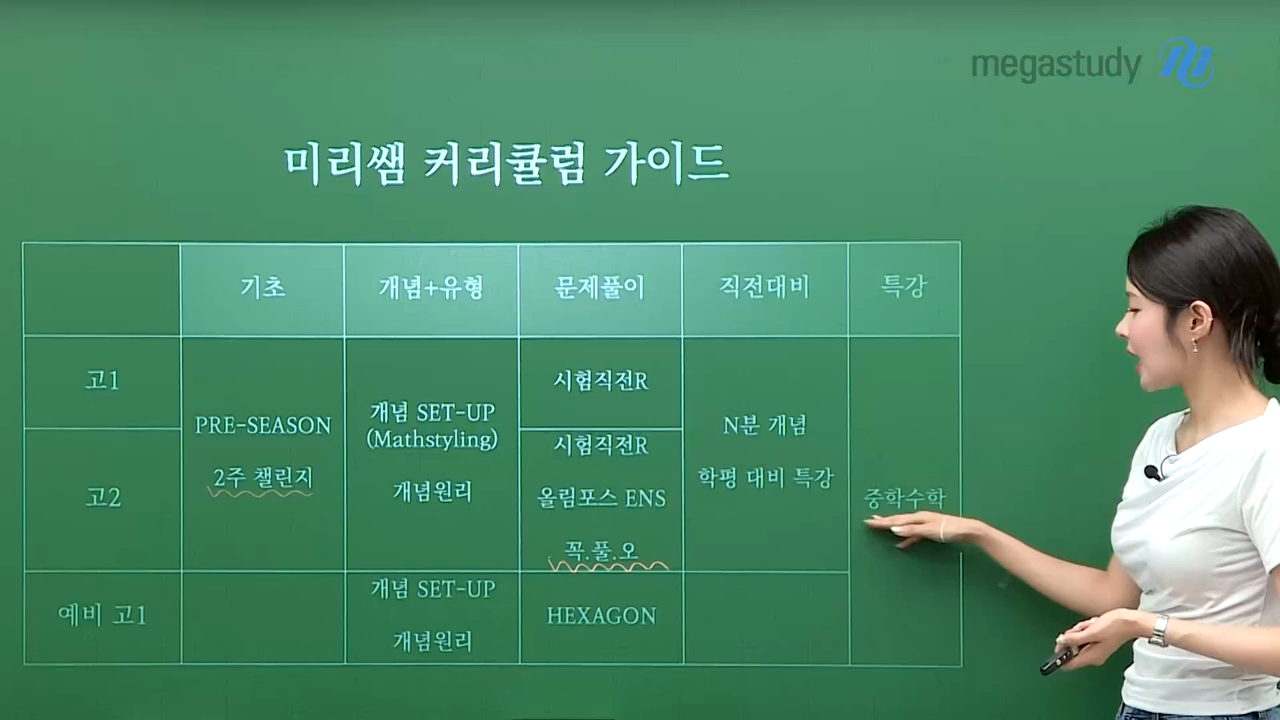 megastudy
미리쌤 커리큘럼 가이드
기초 개념+유형 문제풀이 직전대비 특강
고1
시험직전R
PRE-SEASON
2주 챌린지
개념 SET-UP
(Mathstyling)
개념원리
N분 개념
학평 대비 특강
고2
시험직전R
올림포스 ENS
꼭.풀.오
중학수학
예비 고1
개념 SET-UP
개념원리
HEXAGON